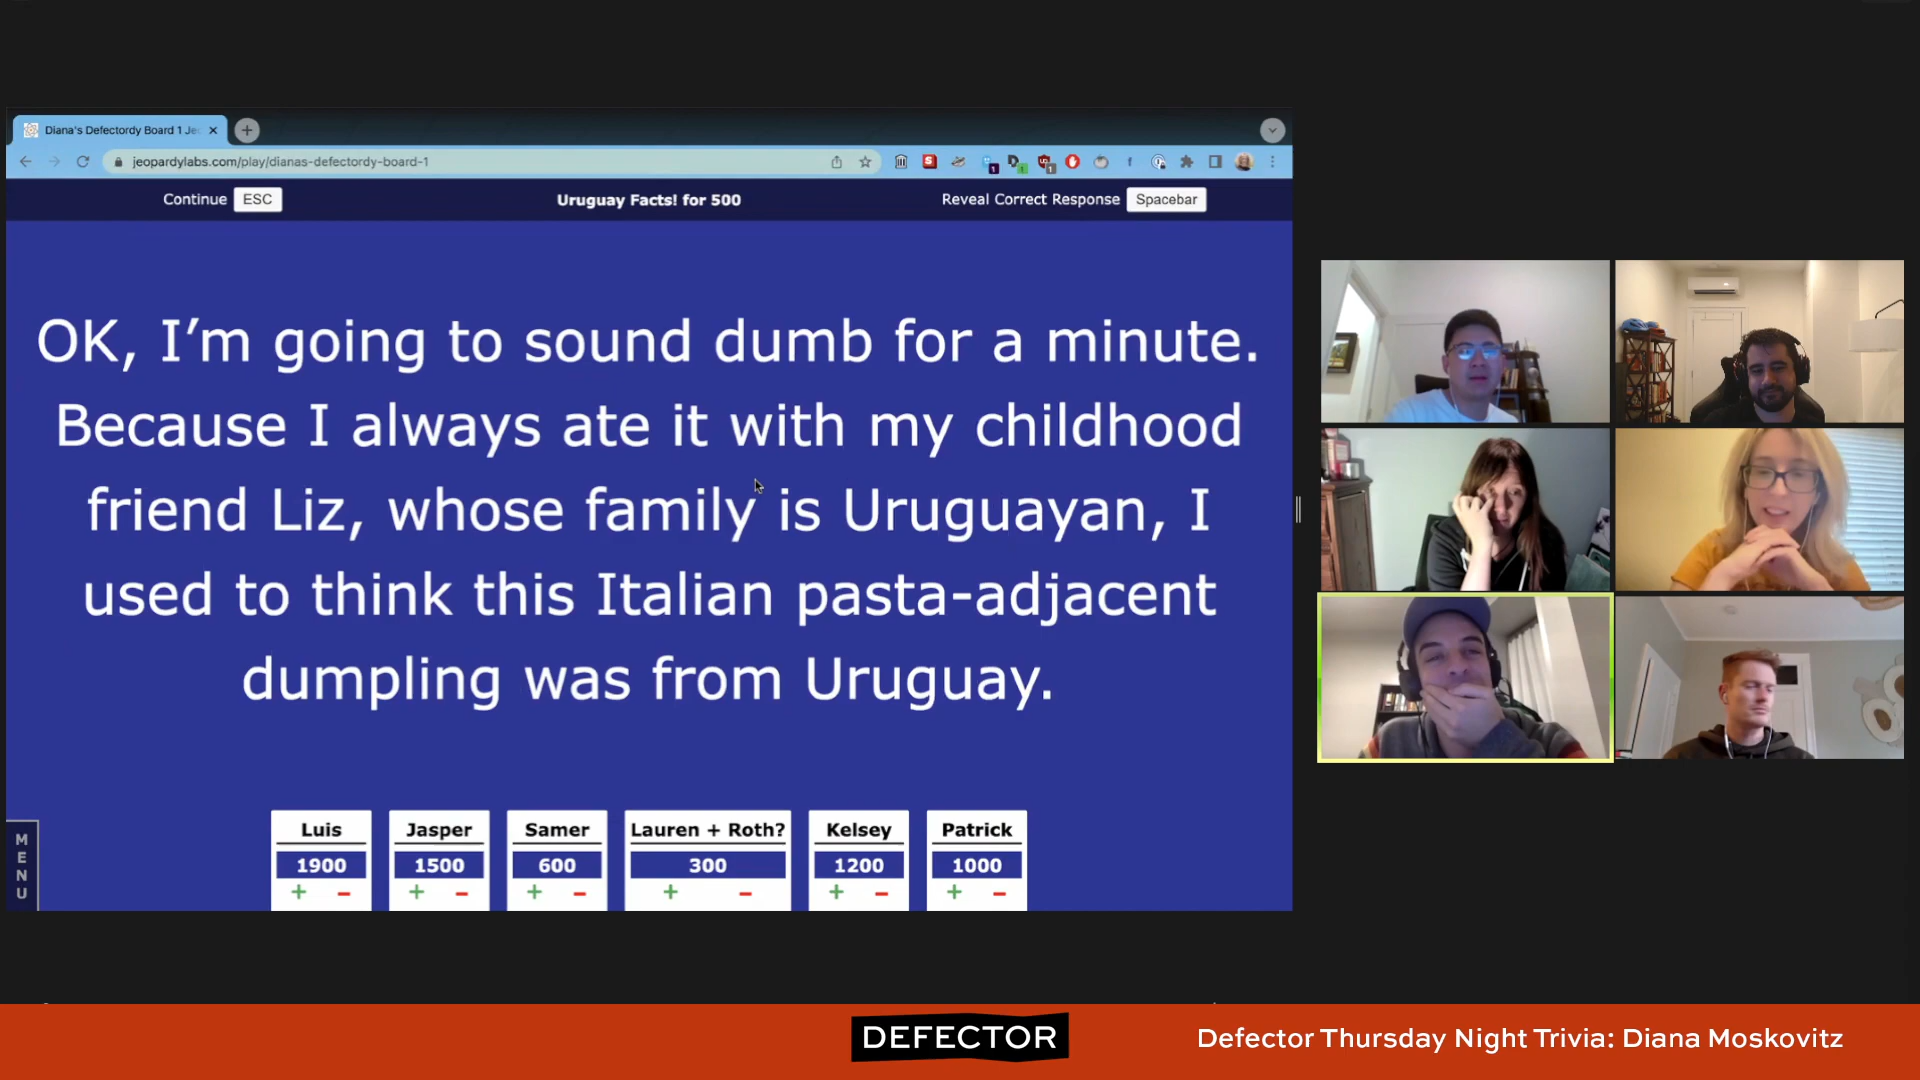 Diana's Defectordy Board 1 Je
jeopardylabs.com/play/dianas-defectordy-board-1
Continue ESC
Uruguay Facts! for 500
Reveal Correct Response Spacebar
OK, I’m going to sound dumb for a minute.
Because I always ate it with my childhood
friend Liz, whose family is Uruguayan, I
used to think this Italian pasta-adjacent
dumpling was from Uruguay.
MENU
Luis Jasper Samer Lauren + Roth? Kelsey Patrick
1900 1500 600 300 1200 1000
+ − + − + − + − + − + −
DEFECTOR
Defector Thursday Night Trivia: Diana Moskovitz